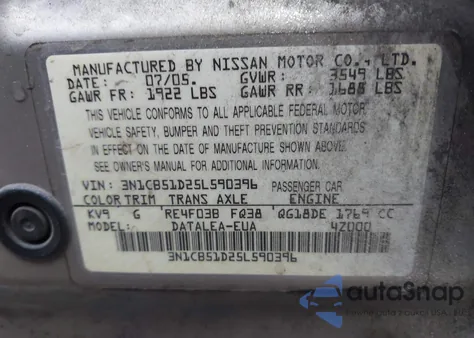 MANUFACTURED BY NISSAN MOTOR CO., LTD.
DATE: 07/05. GVWR: 3549 LBS
GAWR FR: 1922 LBS GAWR RR: 1688 LBS
THIS VEHICLE CONFORMS TO ALL APPLICABLE FEDERAL MOTOR
VEHICLE SAFETY, BUMPER AND THEFT PREVENTION STANDARDS
IN EFFECT ON THE DATE OF MANUFACTURE SHOWN ABOVE.
SEE OWNER'S MANUAL FOR ADDITIONAL INFORMATION.
VIN: 3N1CB51D25L590396 PASSENGER CAR
COLOR TRIM TRANS AXLE ENGINE
KV9 G RE4F03B FQ38 QG18DE 1769 CC
MODEL: DATALEA-EUA 42000
3N1CB51D25L590396
autoSnap